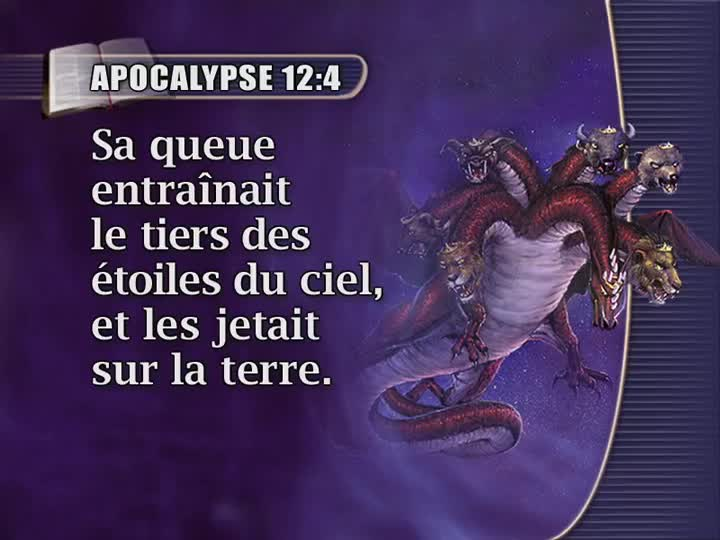 APOCALYPSE 12:4
Sa queue
entraînait
le tiers des
étoiles du ciel,
et les jetait
sur la terre.